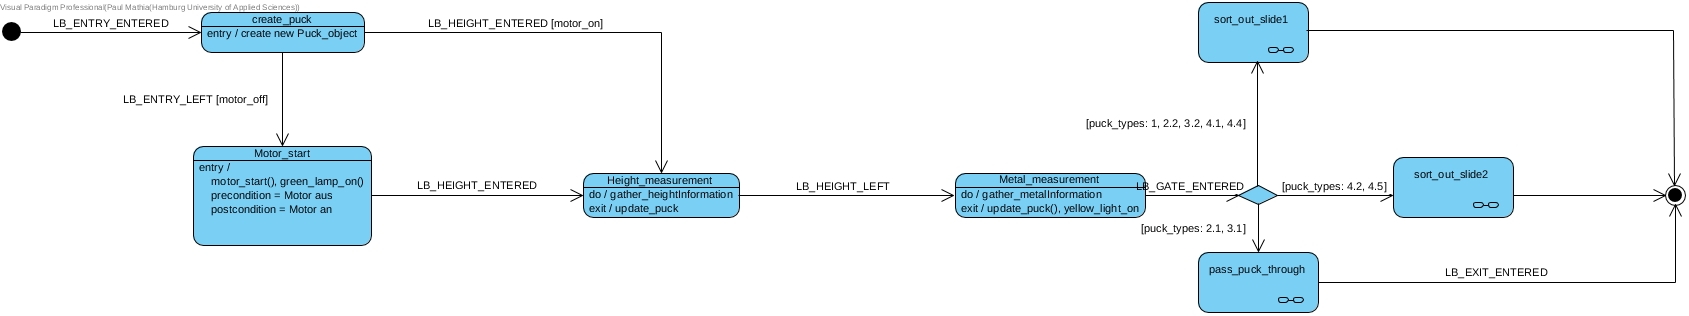 Visual Paradigm Professional(Paul Mathia(Hamburg University of Applied Sciences))
LB_ENTRY_ENTERED
create_puck
entry / create new Puck_object
LB_HEIGHT_ENTERED [motor_on]
LB_ENTRY_LEFT [motor_off]
Motor_start
entry /
motor_start(), green_lamp_on()
precondition = Motor aus
postcondition = Motor an
LB_HEIGHT_ENTERED
Height_measurement
do / gather_heightInformation
exit / update_puck
LB_HEIGHT_LEFT
Metal_measurement
do / gather_metalInformation
exit / update_puck(), yellow_light_on
LB_GATE_ENTERED
[puck_types: 1, 2.2, 3.2, 4.1, 4.4]
sort_out_slide1
[puck_types: 4.2, 4.5]
sort_out_slide2
[puck_types: 2.1, 3.1]
pass_puck_through
LB_EXIT_ENTERED